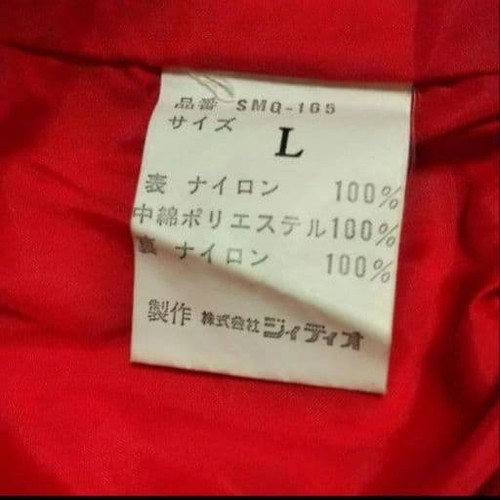 品番 SMQ-165
サイズ L
表 ナイロン 100%
中綿ポリエステル100%
裏 ナイロン 100%
製作 株式会社ジィティオ